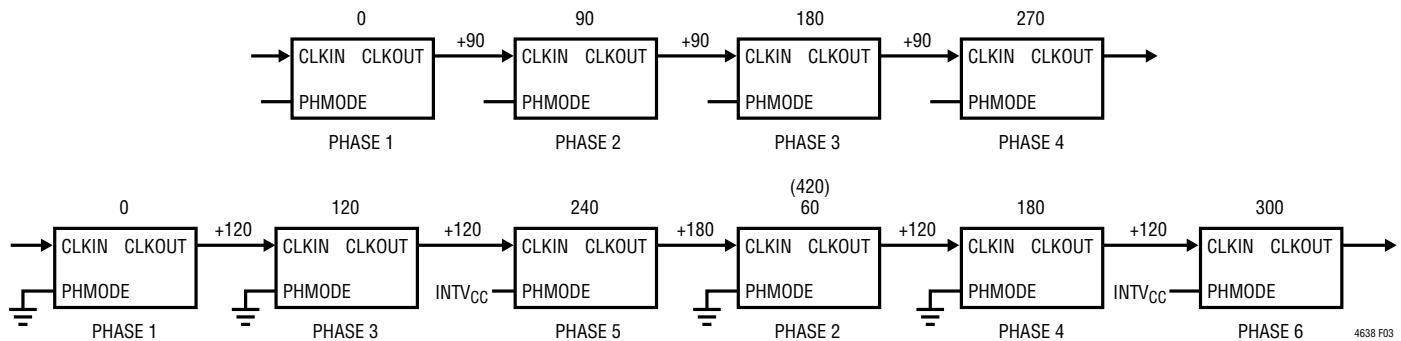 0 90 180 270
+90 +90 +90
CLKIN CLKOUT CLKIN CLKOUT CLKIN CLKOUT CLKIN CLKOUT
PHMODE PHMODE PHMODE PHMODE
PHASE 1 PHASE 2 PHASE 3 PHASE 4
(420)
0 120 240 60 180 300
+120 +120 +180 +120 +120
CLKIN CLKOUT CLKIN CLKOUT CLKIN CLKOUT CLKIN CLKOUT CLKIN CLKOUT CLKIN CLKOUT
PHMODE PHMODE INTVCC PHMODE PHMODE PHMODE INTVCC PHMODE
PHASE 1 PHASE 3 PHASE 5 PHASE 2 PHASE 4 PHASE 6
4638 F03